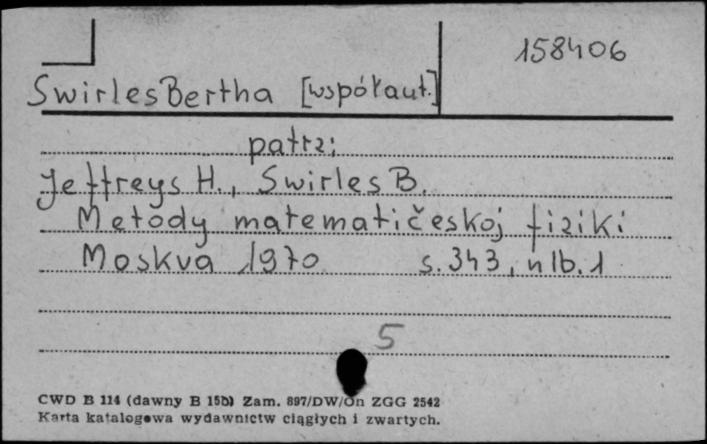 158406
Swirles Bertha [współaut.]
patrz:
Jeffreys H., Swirles B.
Metody matematičeskoj fiziki
Moskva 1970 s. 343, nlb. 1
5
CWD B 114 (dawny B 15b) Zam. 897/DW/On ZGG 2542
Karta katalogowa wydawnictw ciągłych i zwartych.